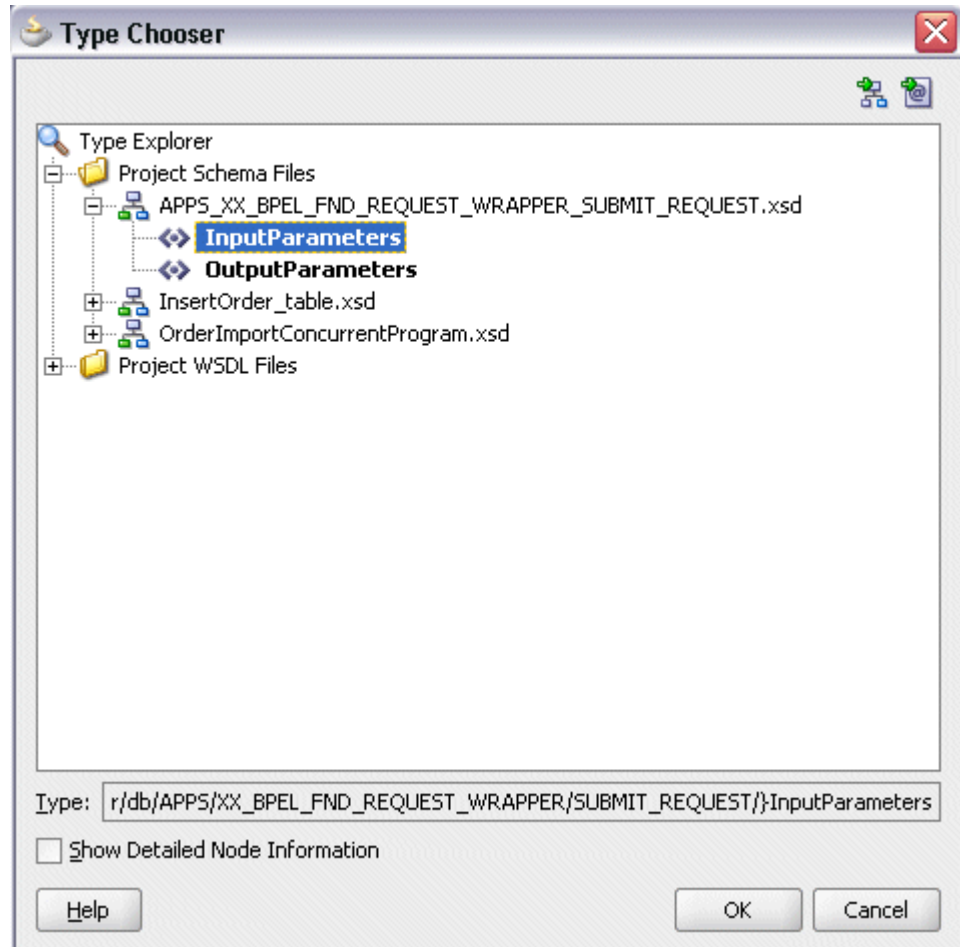 Type Chooser
Type Explorer
Project Schema Files
APPS_XX_BPEL_FND_REQUEST_WRAPPER_SUBMIT_REQUEST.xsd
InputParameters
OutputParameters
InsertOrder_table.xsd
OrderImportConcurrentProgram.xsd
Project WSDL Files
Type: r/db/APPS/XX_BPEL_FND_REQUEST_WRAPPER/SUBMIT_REQUEST/}InputParameters
Show Detailed Node Information
Help OK Cancel